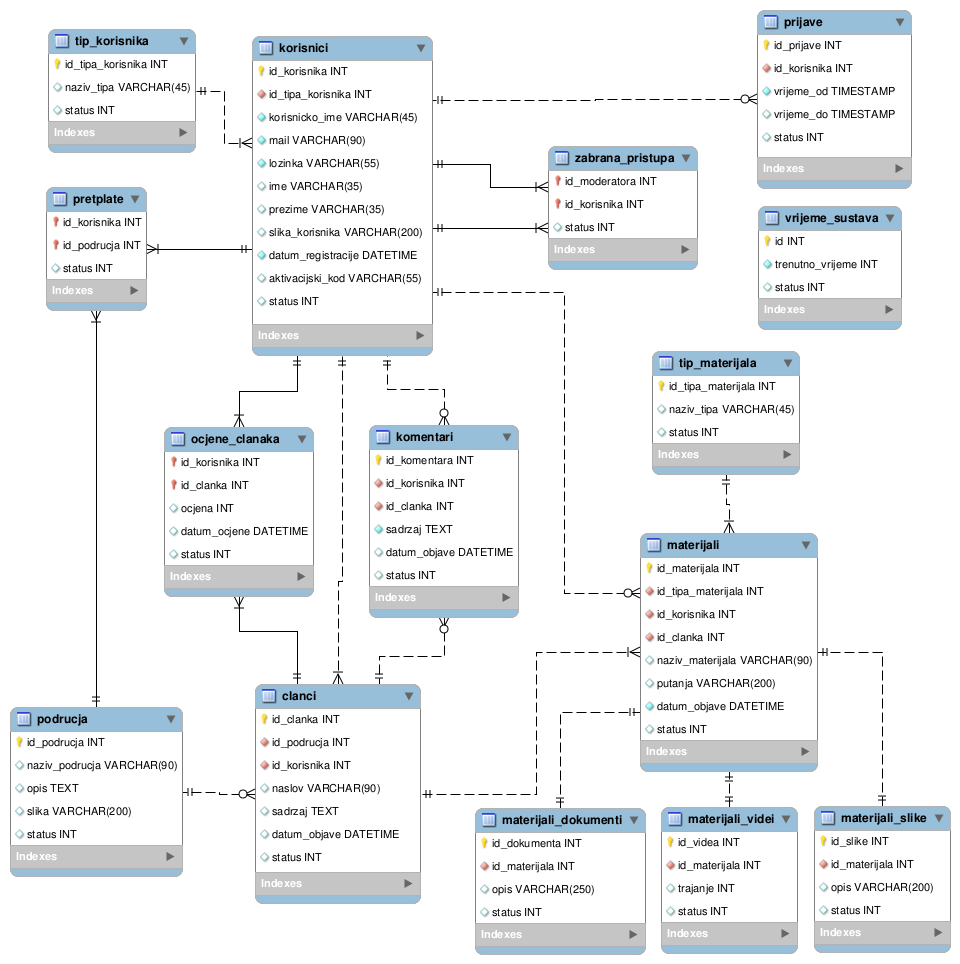 tip_korisnika
id_tipa_korisnika INT
naziv_tipa VARCHAR(45)
status INT
Indexes
korisnici
id_korisnika INT
id_tipa_korisnika INT
korisnicko_ime VARCHAR(45)
mail VARCHAR(90)
lozinka VARCHAR(55)
ime VARCHAR(35)
prezime VARCHAR(35)
slika_korisnika VARCHAR(200)
datum_registracije DATETIME
aktivacijski_kod VARCHAR(55)
status INT
Indexes
prijave
id_prijave INT
id_korisnika INT
vrijeme_od TIMESTAMP
vrijeme_do TIMESTAMP
status INT
Indexes
zabrana_pristupa
id_moderatora INT
id_korisnika INT
status INT
Indexes
pretplate
id_korisnika INT
id_podrucja INT
status INT
Indexes
vrijeme_sustava
id INT
trenutno_vrijeme INT
status INT
Indexes
tip_materijala
id_tipa_materijala INT
naziv_tipa VARCHAR(45)
status INT
Indexes
ocjene_clanaka
id_korisnika INT
id_clanka INT
ocjena INT
datum_ocjene DATETIME
status INT
Indexes
komentari
id_komentara INT
id_korisnika INT
id_clanka INT
sadrzaj TEXT
datum_objave DATETIME
status INT
Indexes
materijali
id_materijala INT
id_tipa_materijala INT
id_korisnika INT
id_clanka INT
naziv_materijala VARCHAR(90)
putanja VARCHAR(200)
datum_objave DATETIME
status INT
Indexes
podrucja
id_podrucja INT
naziv_podrucja VARCHAR(90)
opis TEXT
slika VARCHAR(200)
status INT
Indexes
clanci
id_clanka INT
id_podrucja INT
id_korisnika INT
naslov VARCHAR(90)
sadrzaj TEXT
datum_objave DATETIME
status INT
Indexes
materijali_dokumenti
id_dokumenta INT
id_materijala INT
opis VARCHAR(250)
status INT
Indexes
materijali_videi
id_videa INT
id_materijala INT
trajanje INT
status INT
Indexes
materijali_slike
id_slike INT
id_materijala INT
opis VARCHAR(200)
status INT
Indexes